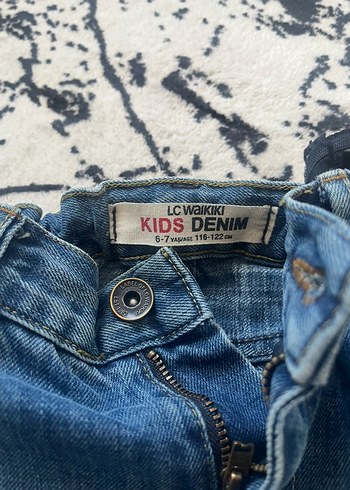 LC WAIKIKI
KIDS DENIM
6-7 YAŞ/AGE 116-122 CM